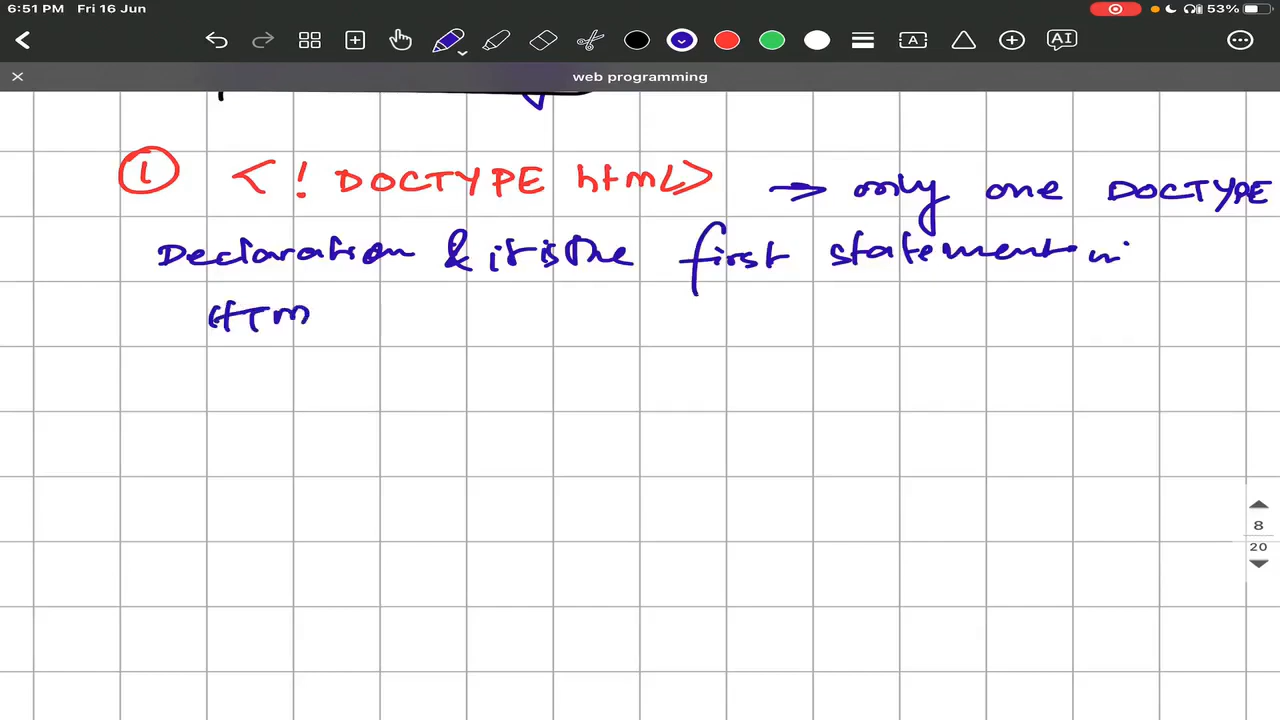 6:51 PM Fri 16 Jun 53%
A AI
web programming
1 <! DOCTYPE html> → only one DOCTYPE
Declaration & it is the first statement in
HTM
8
20